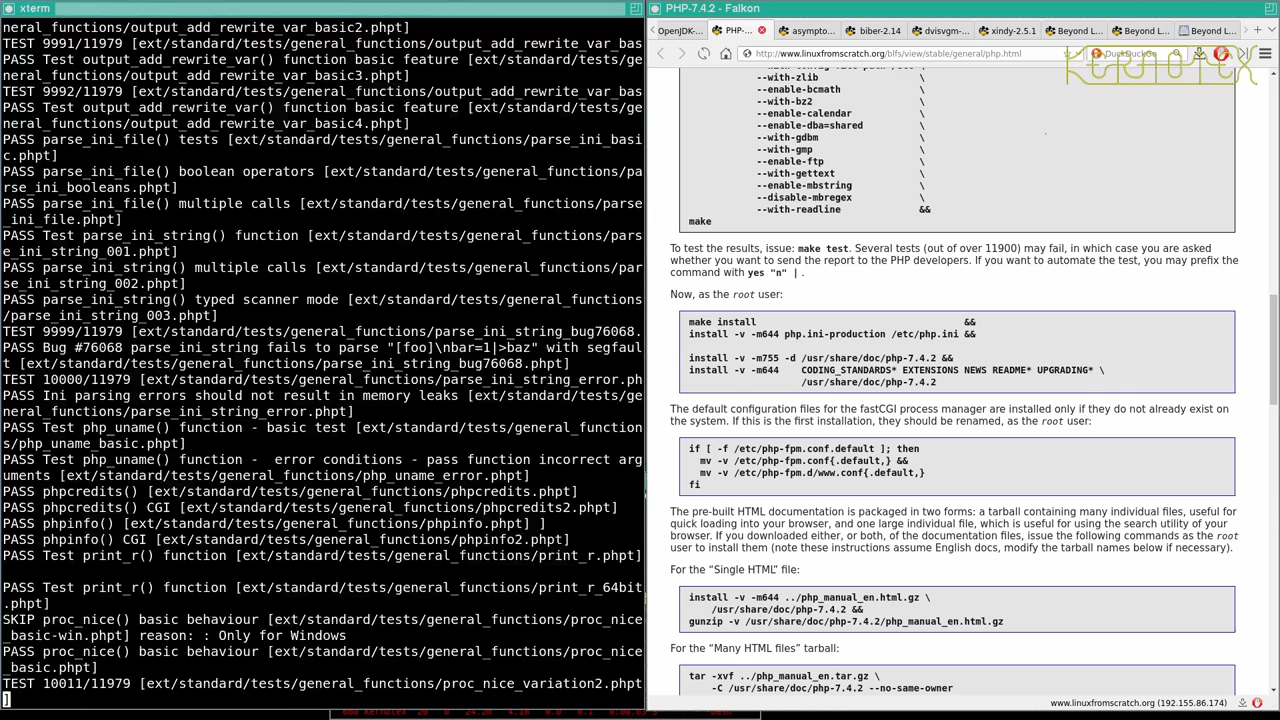 xterm
neral_functions/output_add_rewrite_var_basic2.phpt]
TEST 9991/11979 [ext/standard/tests/general_functions/output_add_rewrite_var_bas
PASS Test output_add_rewrite_var() function basic feature [ext/standard/tests/ge
neral_functions/output_add_rewrite_var_basic3.phpt]
TEST 9992/11979 [ext/standard/tests/general_functions/output_add_rewrite_var_bas
PASS Test output_add_rewrite_var() function basic feature [ext/standard/tests/ge
neral_functions/output_add_rewrite_var_basic4.phpt]
PASS parse_ini_file() tests [ext/standard/tests/general_functions/parse_ini_basi
c.phpt]
PASS parse_ini_file() boolean operators [ext/standard/tests/general_functions/pa
rse_ini_booleans.phpt]
PASS parse_ini_file() multiple calls [ext/standard/tests/general_functions/parse
_ini_file.phpt]
PASS Test parse_ini_string() function [ext/standard/tests/general_functions/pars
e_ini_string_001.phpt]
PASS parse_ini_string() multiple calls [ext/standard/tests/general_functions/par
se_ini_string_002.phpt]
PASS parse_ini_string() typed scanner mode [ext/standard/tests/general_functions
/parse_ini_string_003.phpt]
TEST 9999/11979 [ext/standard/tests/general_functions/parse_ini_string_bug76068.
PASS Bug #76068 parse_ini_string fails to parse "[foo]\nbar=1|>baz" with segfaul
t [ext/standard/tests/general_functions/parse_ini_string_bug76068.phpt]
TEST 10000/11979 [ext/standard/tests/general_functions/parse_ini_string_error.ph
PASS Ini parsing errors should not result in memory leaks [ext/standard/tests/ge
neral_functions/parse_ini_string_error.phpt]
PASS Test php_uname() function - basic test [ext/standard/tests/general_function
s/php_uname_basic.phpt]
PASS Test php_uname() function -  error conditions - pass function incorrect arg
uments [ext/standard/tests/general_functions/php_uname_error.phpt]
PASS phpcredits() [ext/standard/tests/general_functions/phpcredits.phpt]
PASS phpcredits() CGI [ext/standard/tests/general_functions/phpcredits2.phpt]
PASS phpinfo() [ext/standard/tests/general_functions/phpinfo.phpt] ]
PASS phpinfo() CGI [ext/standard/tests/general_functions/phpinfo2.phpt]
PASS Test print_r() function [ext/standard/tests/general_functions/print_r.phpt]
PASS Test print_r() function [ext/standard/tests/general_functions/print_r_64bit
.phpt]
SKIP proc_nice() basic behaviour [ext/standard/tests/general_functions/proc_nice
_basic-win.phpt] reason: : Only for Windows
PASS proc_nice() basic behaviour [ext/standard/tests/general_functions/proc_nice
_basic.phpt]
TEST 10011/11979 [ext/standard/tests/general_functions/proc_nice_variation2.phpt
]
PHP-7.4.2 - Falkon
OpenJDK-... PHP-... asympto... biber-2.14 dvisvgm-... xindy-2.5.1 Beyond L... Beyond L... Beyond L
http://www.linuxfromscratch.org/blfs/view/stable/general/php.html
KERNOTEX
--with-zlib \
--enable-bcmath \
--with-bz2 \
--enable-calendar \
--enable-dba=shared \
--with-gdbm \
--with-gmp \
--enable-ftp \
--with-gettext \
--enable-mbstring \
--disable-mbregex \
--with-readline &&
make
To test the results, issue: make test. Several tests (out of over 11900) may fail, in which case you are asked
whether you want to send the report to the PHP developers. If you want to automate the test, you may prefix the
command with yes "n" | .
Now, as the root user:
make install &&
install -v -m644 php.ini-production /etc/php.ini &&
install -v -m755 -d /usr/share/doc/php-7.4.2 &&
install -v -m644    CODING_STANDARDS* EXTENSIONS NEWS README* UPGRADING* \
/usr/share/doc/php-7.4.2
The default configuration files for the fastCGI process manager are installed only if they do not already exist on
the system. If this is the first installation, they should be renamed, as the root user:
if [ -f /etc/php-fpm.conf.default ]; then
mv -v /etc/php-fpm.conf{.default,} &&
mv -v /etc/php-fpm.d/www.conf{.default,}
fi
The pre-built HTML documentation is packaged in two forms: a tarball containing many individual files, useful for
quick loading into your browser, and one large individual file, which is useful for using the search utility of your
browser. If you downloaded either, or both, of the documentation files, issue the following commands as the root
user to install them (note these instructions assume English docs, modify the tarball names below if necessary).
For the “Single HTML” file:
install -v -m644 ../php_manual_en.html.gz \
/usr/share/doc/php-7.4.2 &&
gunzip -v /usr/share/doc/php-7.4.2/php_manual_en.html.gz
For the “Many HTML files” tarball:
tar -xvf ../php_manual_en.tar.gz \
-C /usr/share/doc/php-7.4.2 --no-same-owner
www.linuxfromscratch.org (192.155.86.174)